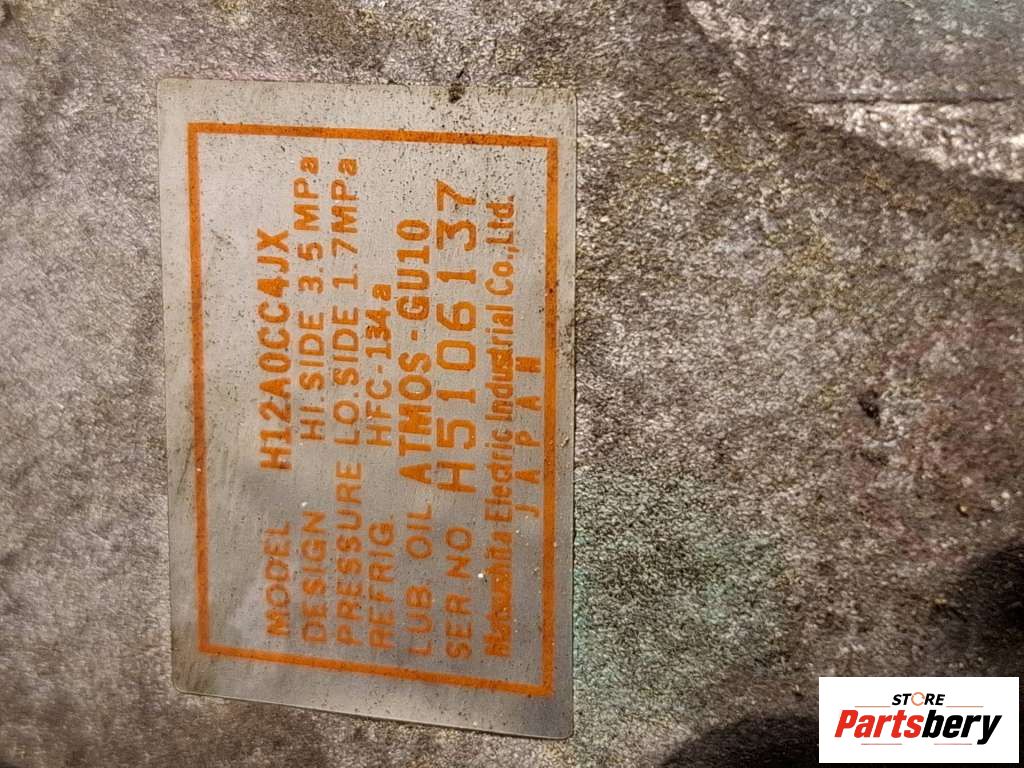 MODEL H12A0CC4JX
DESIGN HI.SIDE 3.5 MPa
PRESSURE LO.SIDE 1.7MPa
REFRIG. HFC-134a
LUB. OIL ATMOS-GU10
SER.NO H5106137
Matsushita Electric Industrial Co.,Ltd.
JAPAN
STORE
Partsbery